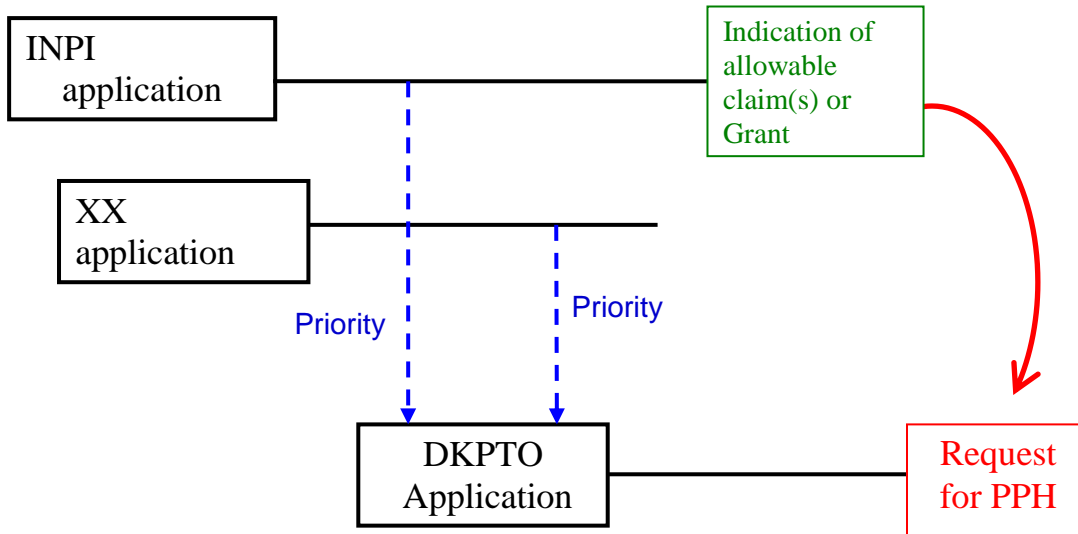 INPI
application
Indication of
allowable
claim(s) or
Grant
XX
application
Priority
Priority
DKPTO
Application
Request
for PPH